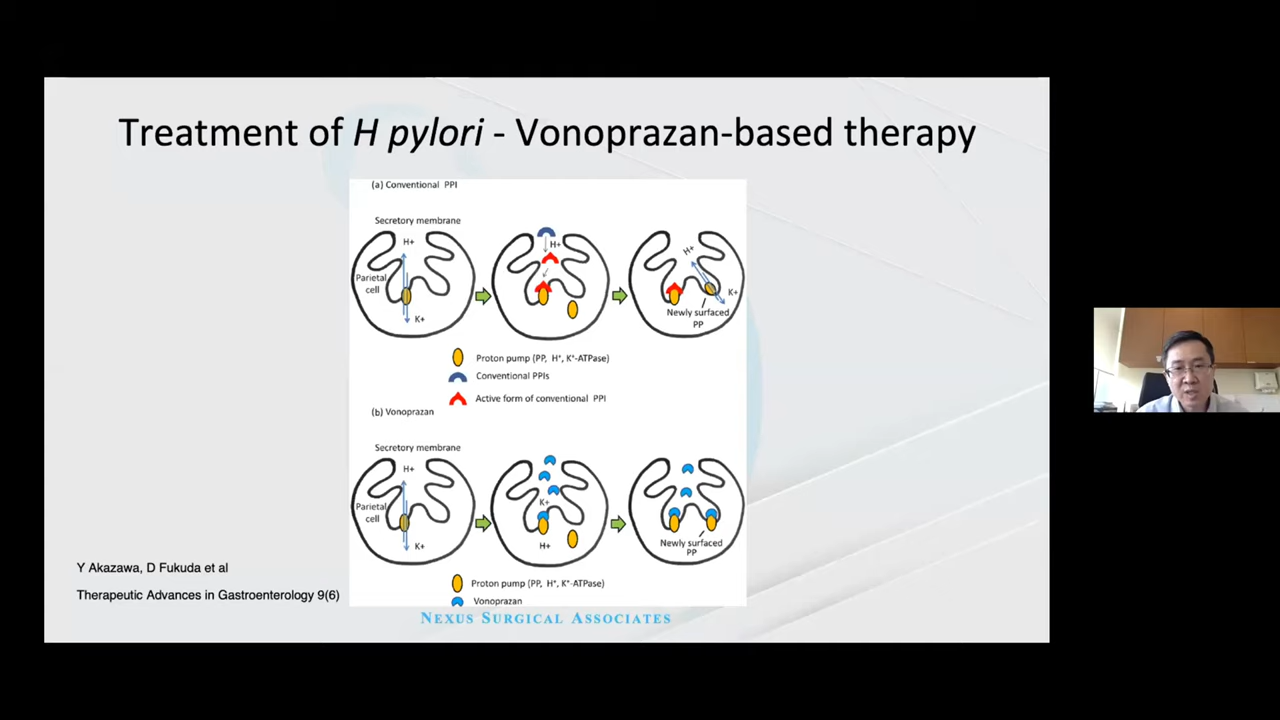 Treatment of H pylori - Vonoprazan-based therapy
(a) Conventional PPI
Secretory membrane
H+
Parietal
cell
K+
H+
H+
K+
Newly surfaced
PP
Proton pump (PP, H⁺, K⁺-ATPase)
Conventional PPIs
Active form of conventional PPI
(b) Vonoprazan
Secretory membrane
H+
Parietal
cell
K+
K+
H+
Newly surfaced
PP
Proton pump (PP, H⁺, K⁺-ATPase)
Vonoprazan
Y Akazawa, D Fukuda et al
Therapeutic Advances in Gastroenterology 9(6)
NEXUS SURGICAL ASSOCIATES